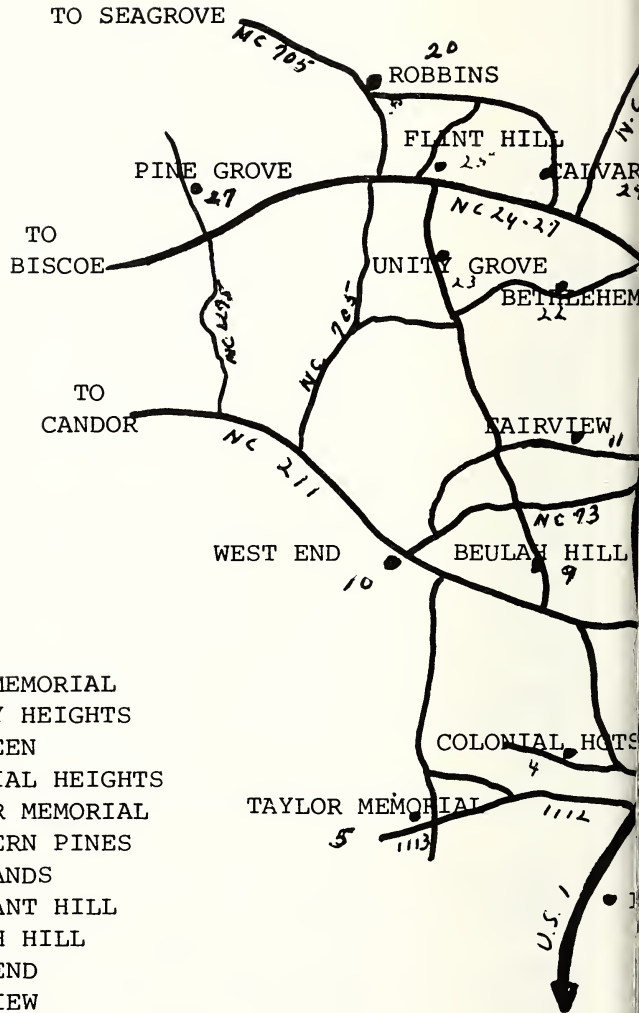 TO SEAGROVE
NC 705
20
ROBBINS
N.C
FLINT HILL
25
CALVAR
PINE GROVE
27
NC 24-27
TO
BISCOE
UNITY GROVE
23
BETHLEHEM
22
NC 705
TO
CANDOR
NC 211
FAIRVIEW 11
NC 73
WEST END
10
BEULAH HILL
9
MEMORIAL
Y HEIGHTS
EEN
IAL HEIGHTS
R MEMORIAL
ERN PINES
ANDS
ANT HILL
H HILL
END
IEW
COLONIAL HGTS
4
TAYLOR MEMORIAL
5
1113
1112
U.S. 1